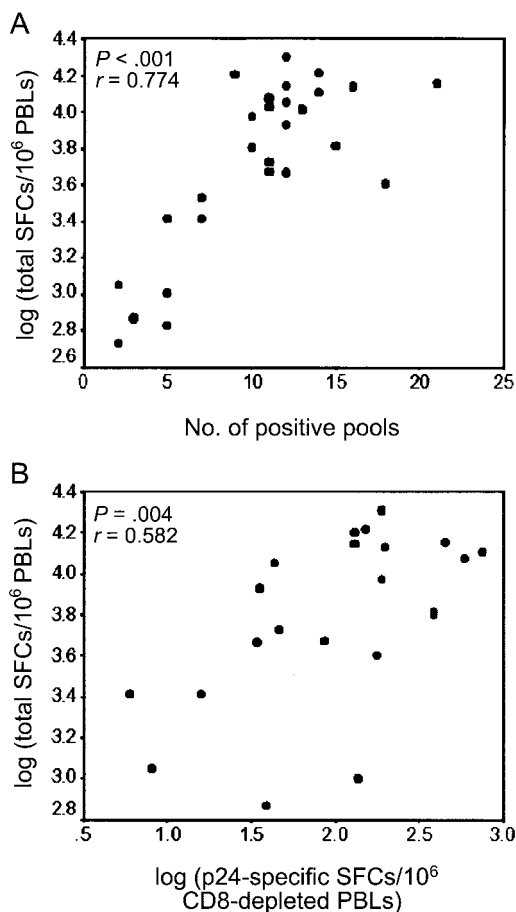 A
P < .001
r = 0.774
4.4
4.2
4.0
3.8
3.6
3.4
3.2
3.0
2.8
2.6
log (total SFCs/10⁶ PBLs)
0 5 10 15 20 25
No. of positive pools
B
P = .004
r = 0.582
4.4
4.2
4.0
3.8
3.6
3.4
3.2
3.0
2.8
log (total SFCs/10⁶ PBLs)
.5 1.0 1.5 2.0 2.5 3.0
log (p24-specific SFCs/10⁶
CD8-depleted PBLs)